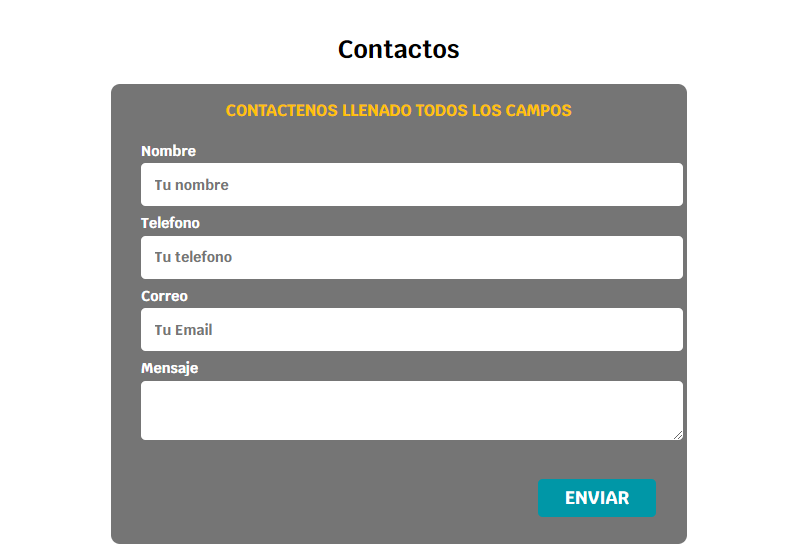 Contactos
CONTACTENOS LLENADO TODOS LOS CAMPOS
Nombre
Tu nombre
Telefono
Tu telefono
Correo
Tu Email
Mensaje
ENVIAR